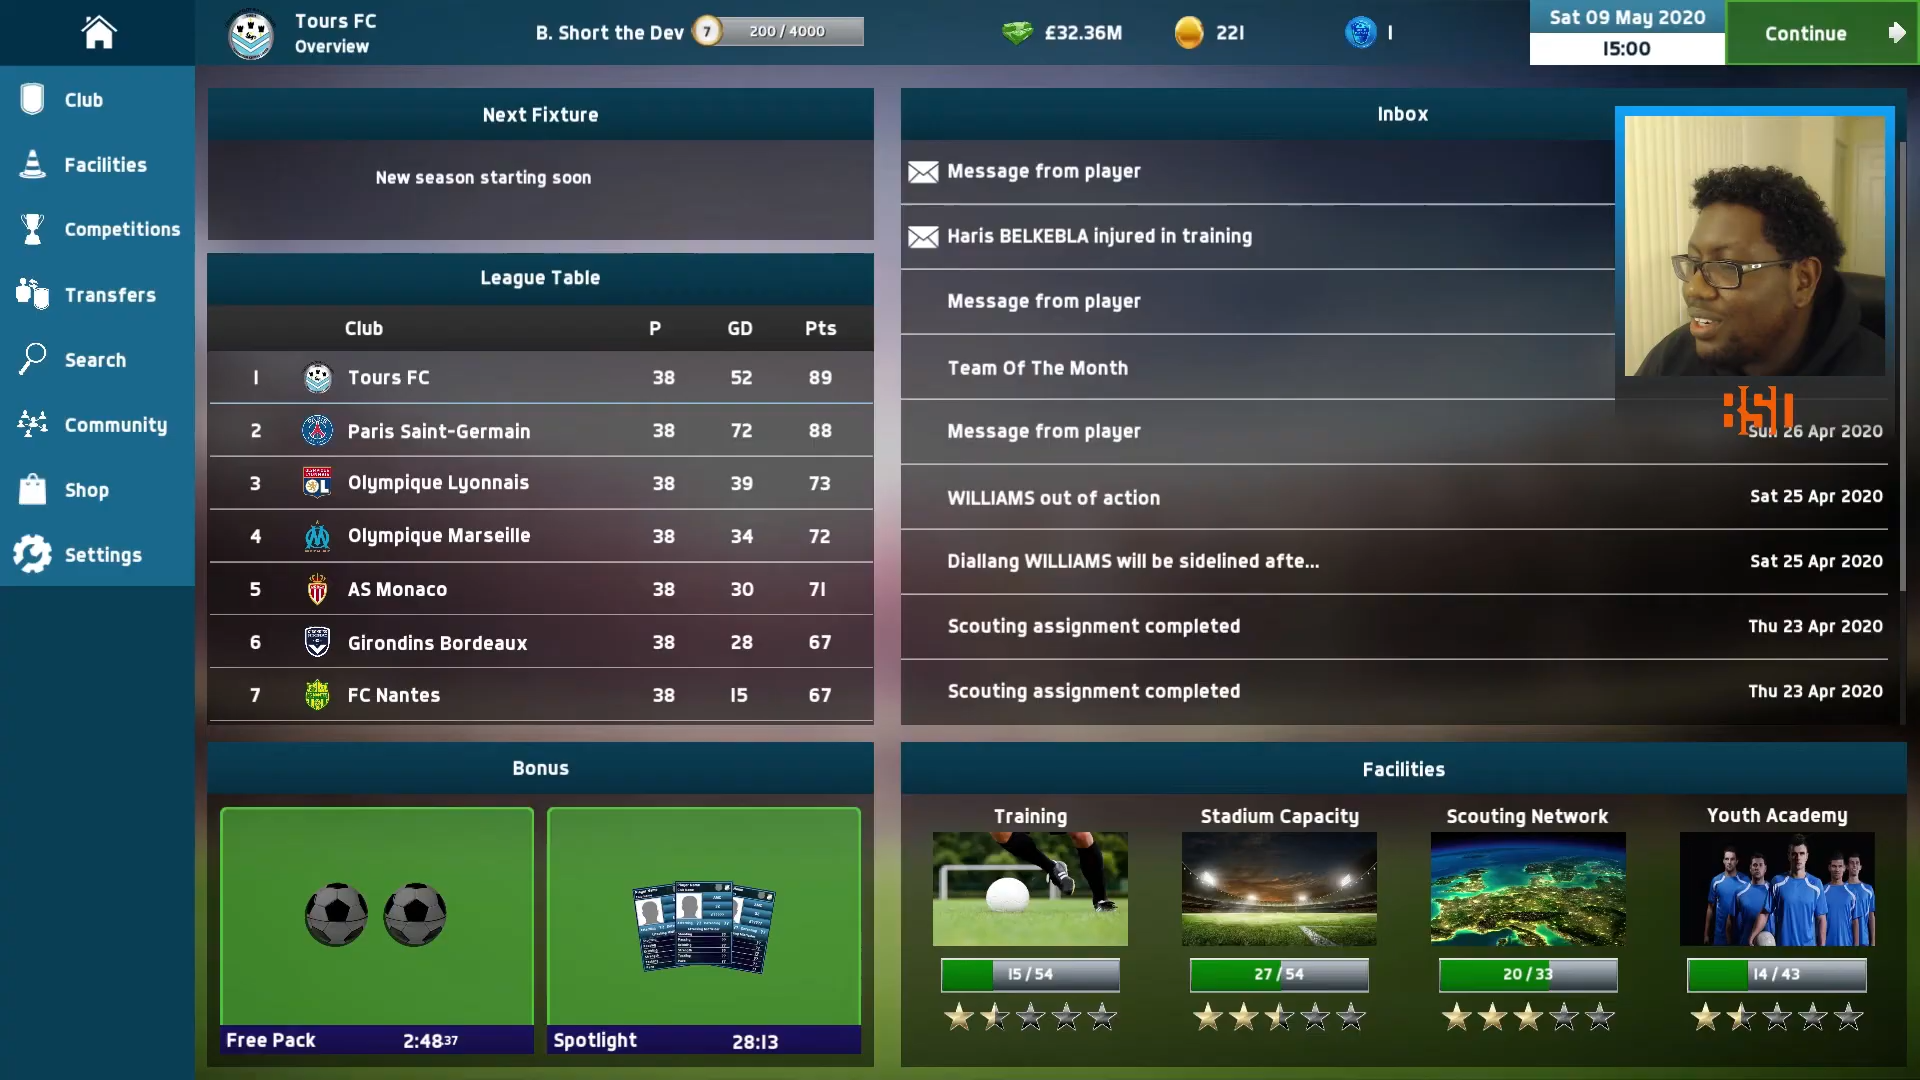 Tours FC
Overview
B. Short the Dev 7 200 / 4000
£32.36M
221
1
Sat 09 May 2020
15:00
Continue
Club
Facilities
Competitions
Transfers
Search
Community
Shop
Settings
Next Fixture
New season starting soon
League Table
Club P GD Pts
1 Tours FC 38 52 89
2 Paris Saint-Germain 38 72 88
3 Olympique Lyonnais 38 39 73
4 Olympique Marseille 38 34 72
5 AS Monaco 38 30 71
6 Girondins Bordeaux 38 28 67
7 FC Nantes 38 15 67
Inbox
Message from player
Haris BELKEBLA injured in training
Message from player
Team Of The Month
BSD
Message from player Sun 26 Apr 2020
WILLIAMS out of action Sat 25 Apr 2020
Diallang WILLIAMS will be sidelined afte... Sat 25 Apr 2020
Scouting assignment completed Thu 23 Apr 2020
Scouting assignment completed Thu 23 Apr 2020
Bonus
Free Pack 2:48:37
Spotlight 28:13
Facilities
Training
15 / 54
Stadium Capacity
27 / 54
Scouting Network
20 / 33
Youth Academy
14 / 43